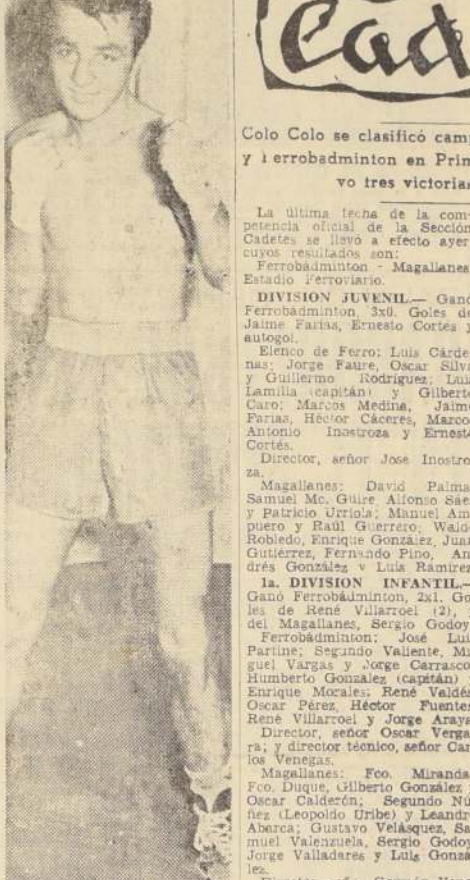 Cad
Colo Colo se clasificó cam
y errobadminton en Prin
vo tres victorias
La última fecha de la com
petencia oficial de la Sección
Cadetes se llevó a efecto ayer
cuyos resultados son:
Ferrobádminton - Magallanes
Estadio Ferroviario.
DIVISION JUVENIL.— Ganó
Ferrobádminton, 3x0. Goles de
Jaime Farias, Ernesto Cortés y
autogol.
Elenco de Ferro: Luis Cárde
nas; Jorge Faure, Oscar Silva
y Guillermo Rodríguez; Luis
Lamilla (capitán) y Gilberto
Caro; Marcos Medina, Jaime
Farias, Héctor Cáceres, Marcos
Antonio Inostroza y Ernesto
Cortés.
Director, señor José Inostro
za.
Magallanes: David Palma
Samuel Mc. Guire, Alfonso Sáe
y Patricio Urriola; Manuel Am
puero y Raúl Guerrero; Waldo
Robledo, Enrique González, Juan
Gutiérrez, Fernando Pino, An
drés González y Luis Ramírez
1a. DIVISION INFANTIL.—
Ganó Ferrobádminton, 2x1. Go
les de René Villarroel (2),
del Magallanes, Sergio Godoy
Ferrobádminton: José Luis
Partine; Segundo Valiente, Mi
guel Vargas y Jorge Carrasco
Humberto González (capitán) y
Enrique Morales; René Valdés
Oscar Pérez, Héctor Fuentes
René Villarroel y Jorge Araya
Director, señor Oscar Verga
ra; y director técnico, señor Car
los Venegas.
Magallanes: Fco. Miranda
Fco. Duque, Gilberto González y
Oscar Calderón; Segundo Nú
ñez (Leopoldo Uribe) y Leandro
Abarca; Gustavo Velásquez, Sa
muel Valenzuela, Sergio Godoy
Jorge Valladares y Luis Gonzá
lez.